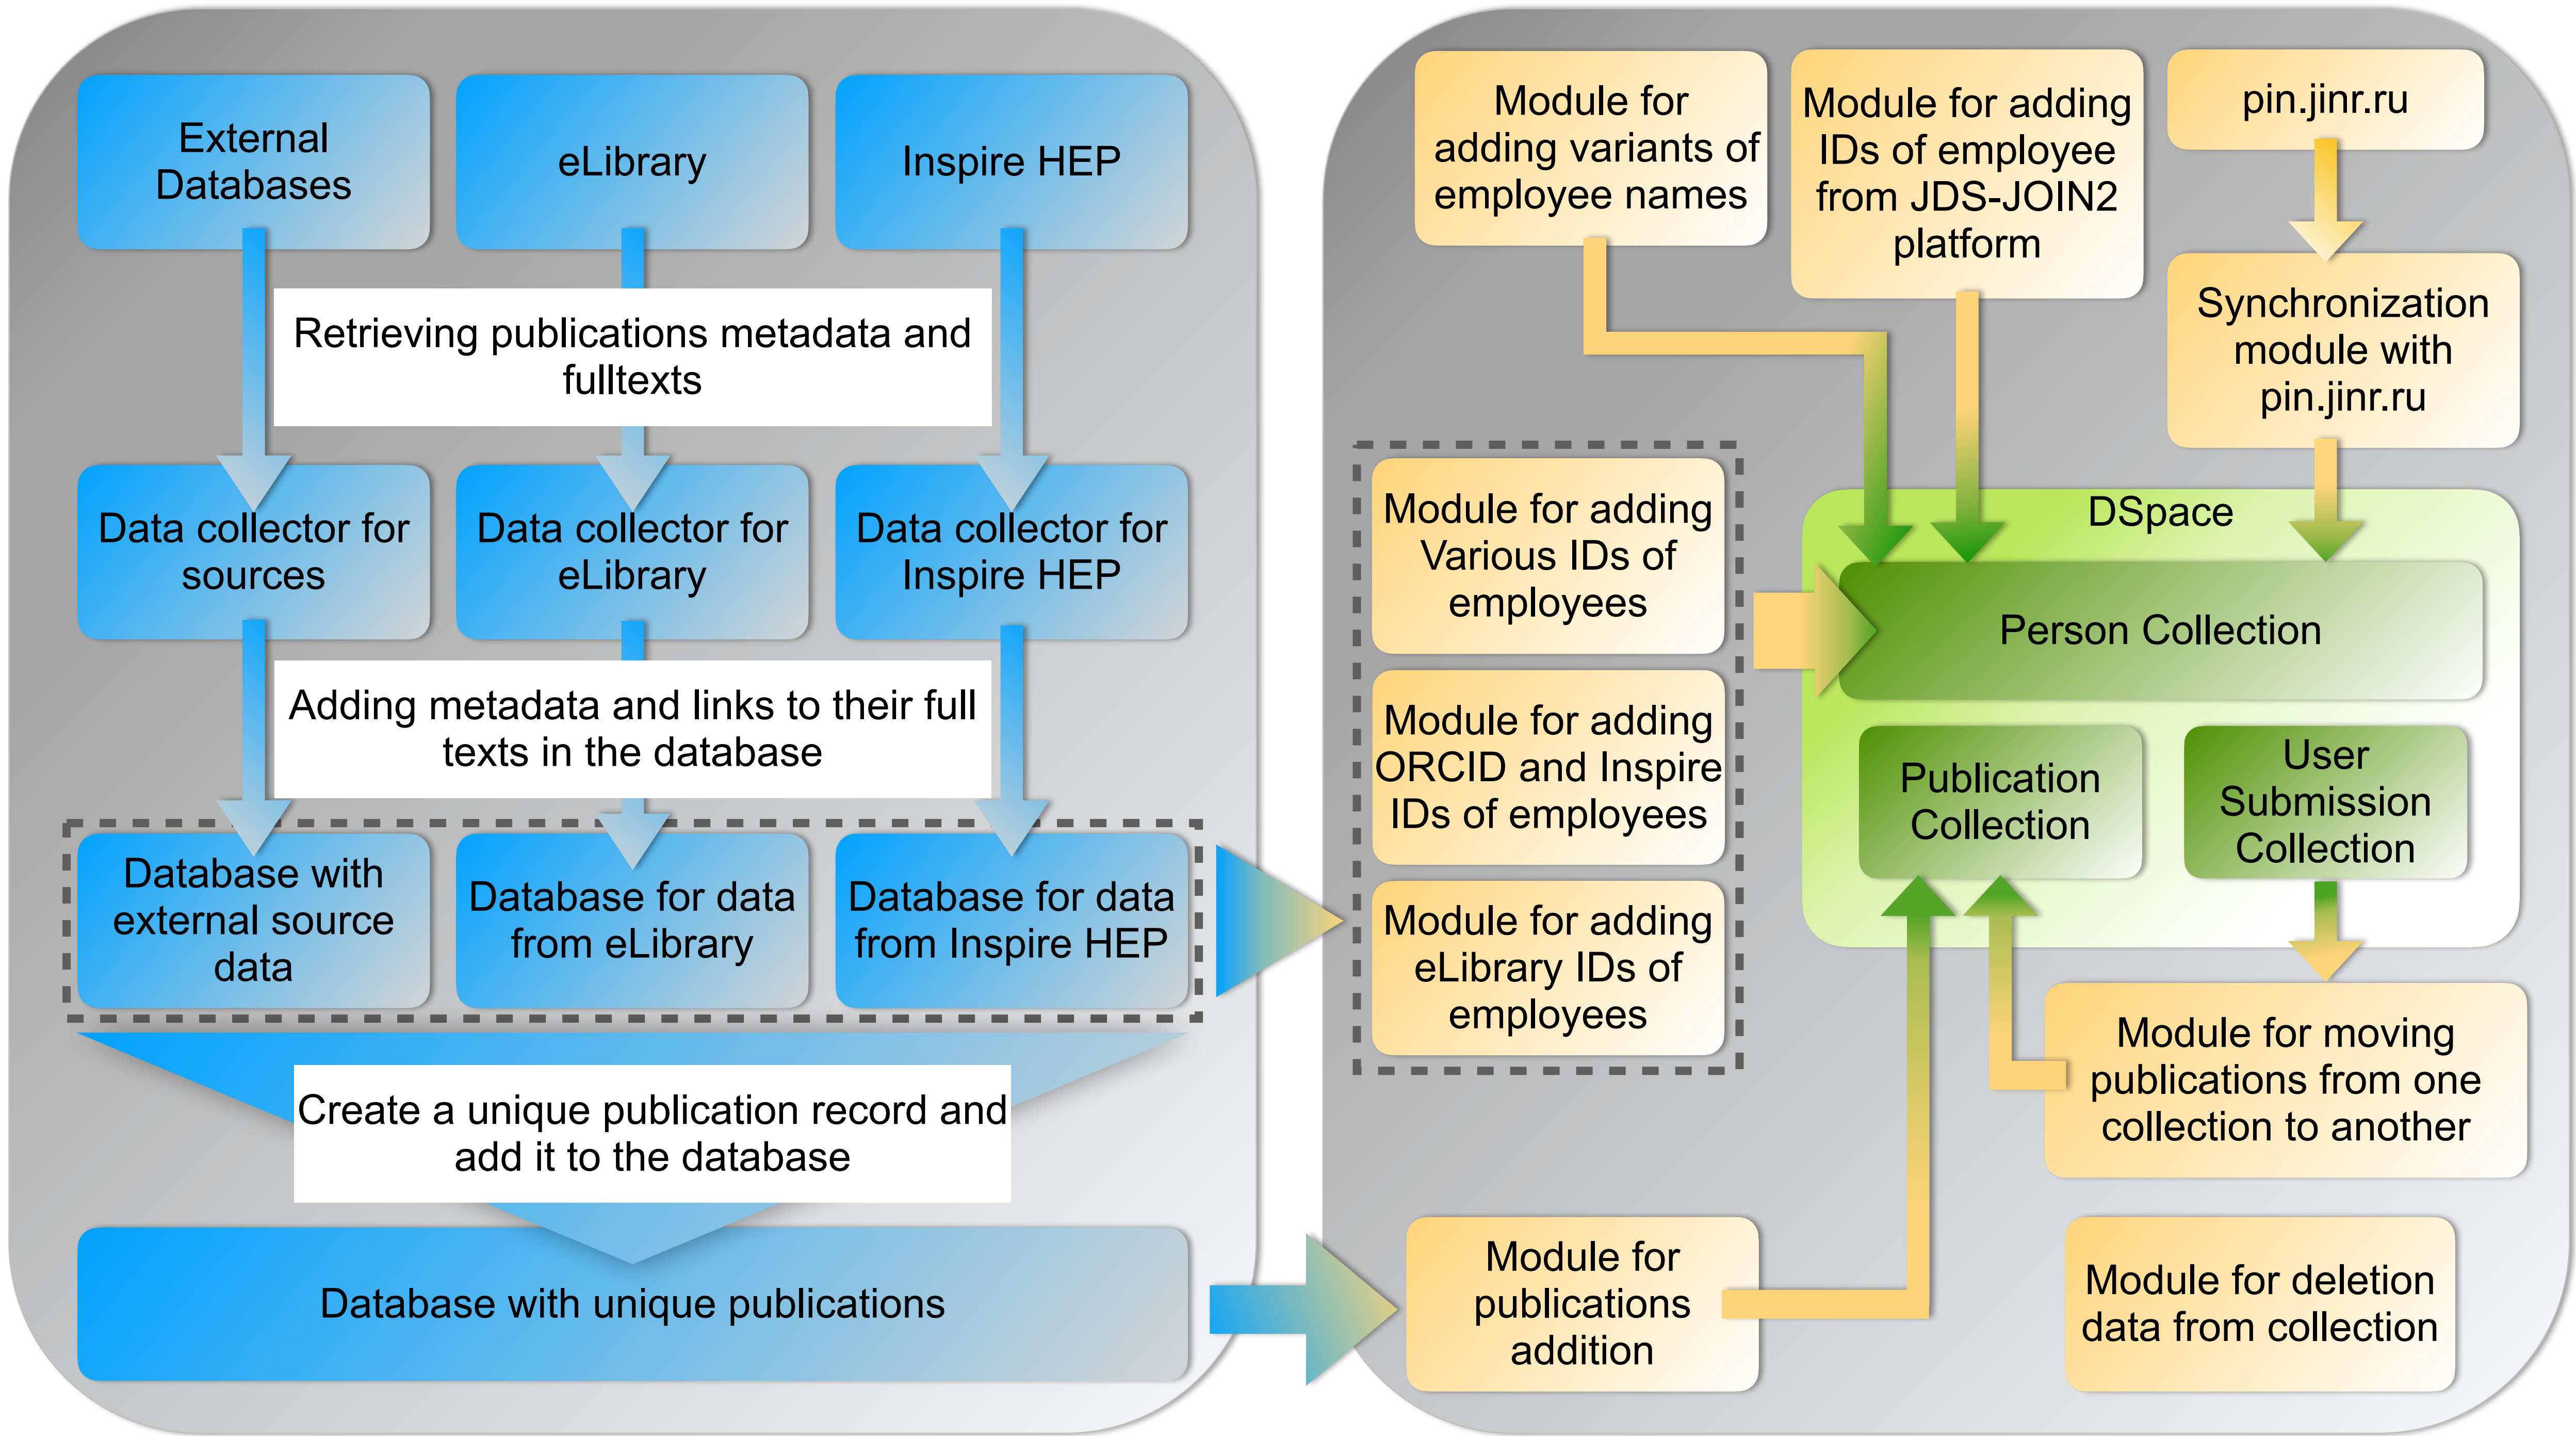 External
Databases
eLibrary
Inspire HEP
Retrieving publications metadata and
fulltexts
Data collector for
sources
Data collector for
eLibrary
Data collector for
Inspire HEP
Adding metadata and links to their full
texts in the database
Database with
external source
data
Database for data
from eLibrary
Database for data
from Inspire HEP
Create a unique publication record and
add it to the database
Database with unique publications
Module for
adding variants of
employee names
Module for adding
IDs of employee
from JDS-JOIN2
platform
pin.jinr.ru
Synchronization
module with
pin.jinr.ru
Module for adding
Various IDs of
employees
Module for adding
ORCID and Inspire
IDs of employees
Module for adding
eLibrary IDs of
employees
DSpace
Person Collection
Publication
Collection
User
Submission
Collection
Module for moving
publications from one
collection to another
Module for
publications
addition
Module for deletion
data from collection